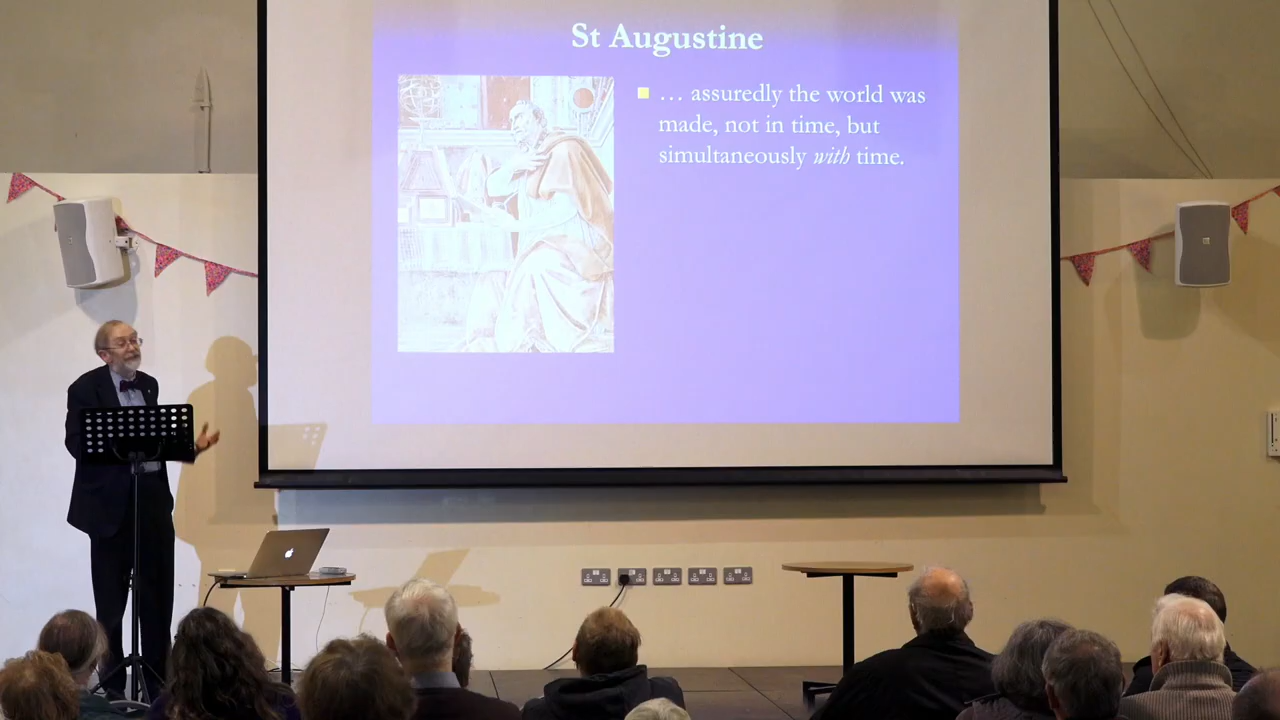 St Augustine
… assuredly the world was
made, not in time, but
simultaneously with time.